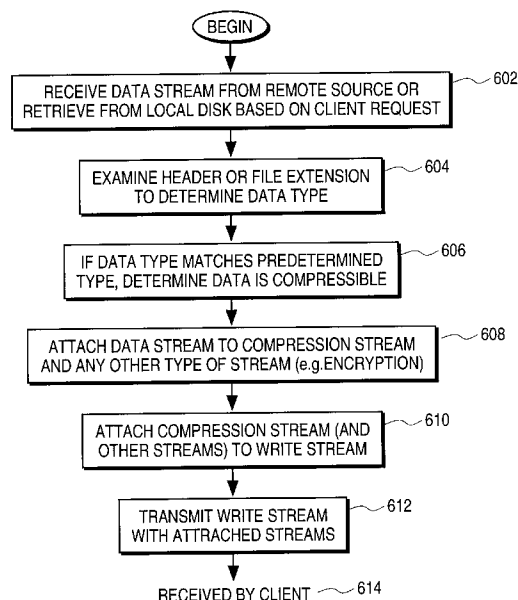 BEGIN
RECEIVE DATA STREAM FROM REMOTE SOURCE OR
RETRIEVE FROM LOCAL DISK BASED ON CLIENT REQUEST
602
EXAMINE HEADER OR FILE EXTENSION
TO DETERMINE DATA TYPE
604
IF DATA TYPE MATCHES PREDETERMINED
TYPE, DETERMINE DATA IS COMPRESSIBLE
606
ATTACH DATA STREAM TO COMPRESSION STREAM
AND ANY OTHER TYPE OF STREAM (e.g.ENCRYPTION)
608
ATTACH COMPRESSION STREAM (AND
OTHER STREAMS) TO WRITE STREAM
610
TRANSMIT WRITE STREAM
WITH ATTRACHED STREAMS
612
RECEIVED BY CLIENT
614